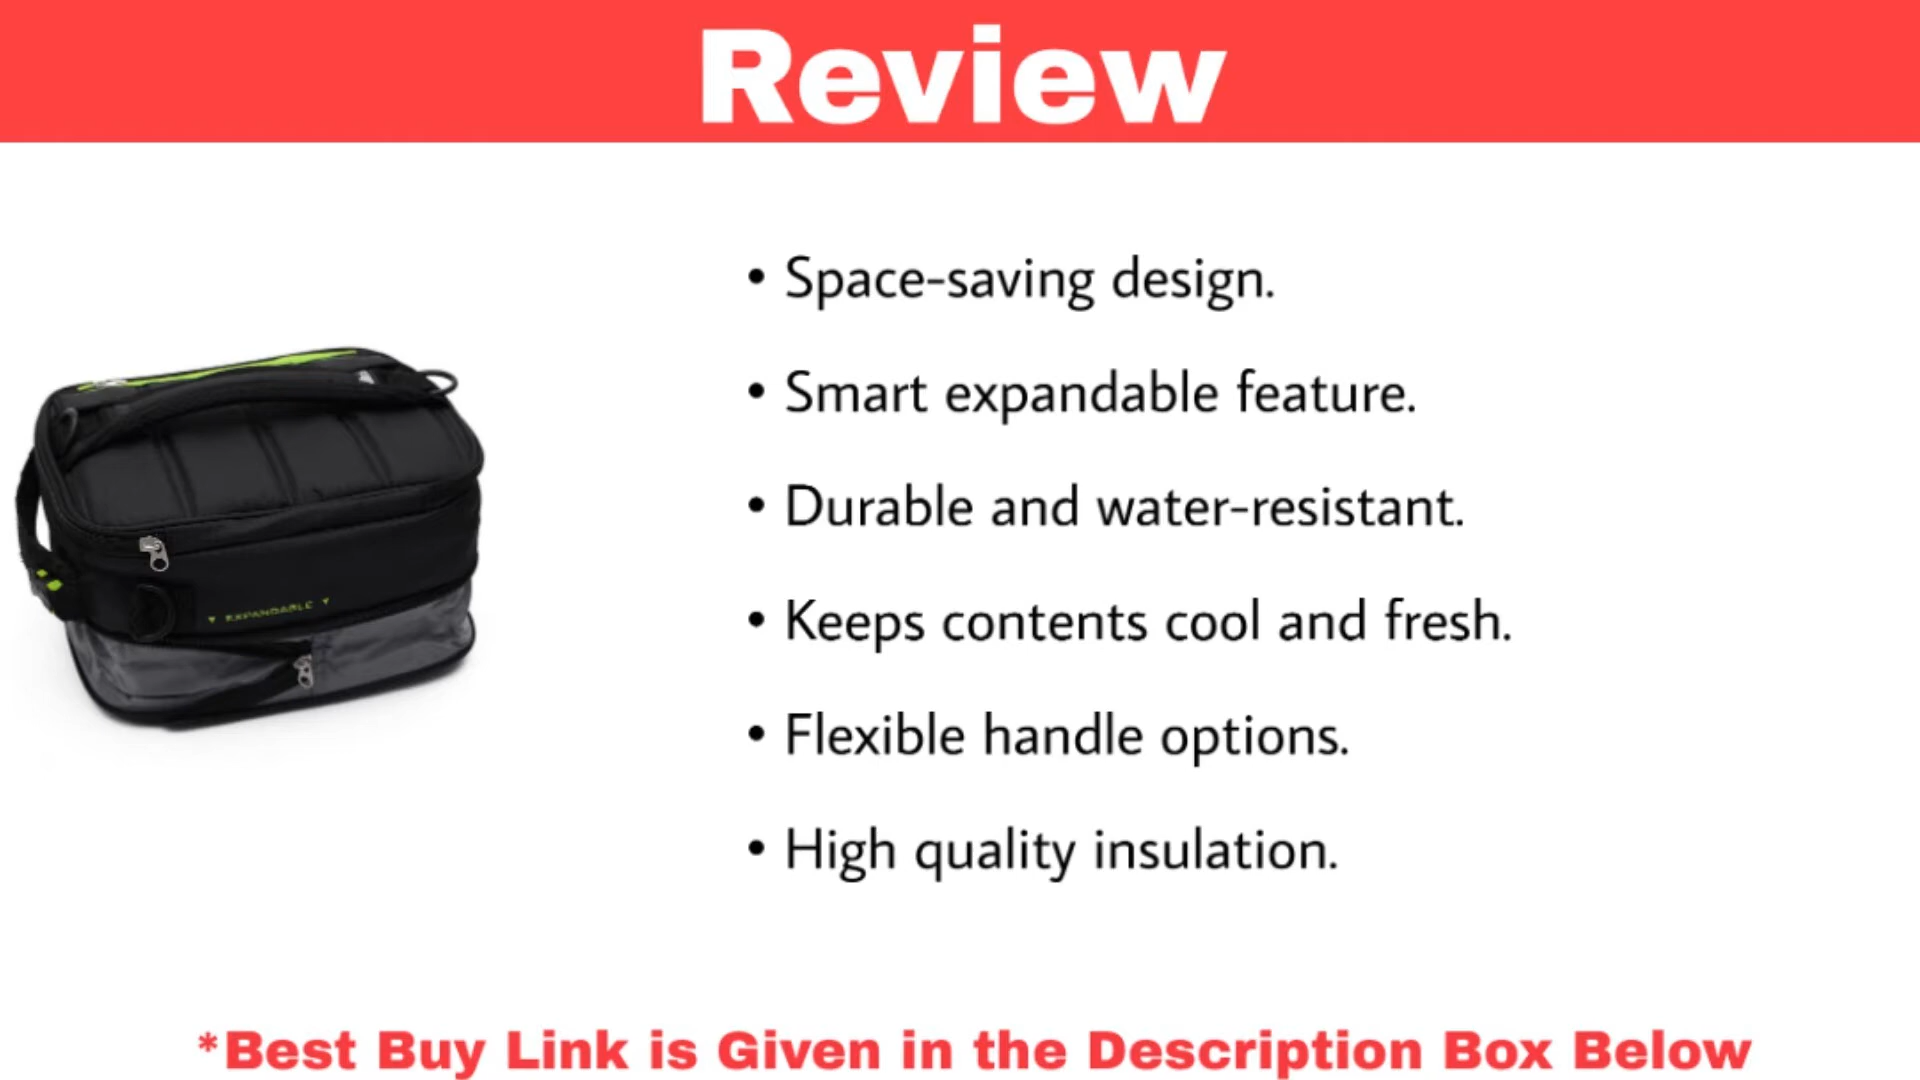 Review
• Space-saving design.
• Smart expandable feature.
• Durable and water-resistant.
• Keeps contents cool and fresh.
• Flexible handle options.
• High quality insulation.
EXPANDABLE
*Best Buy Link is Given in the Description Box Below